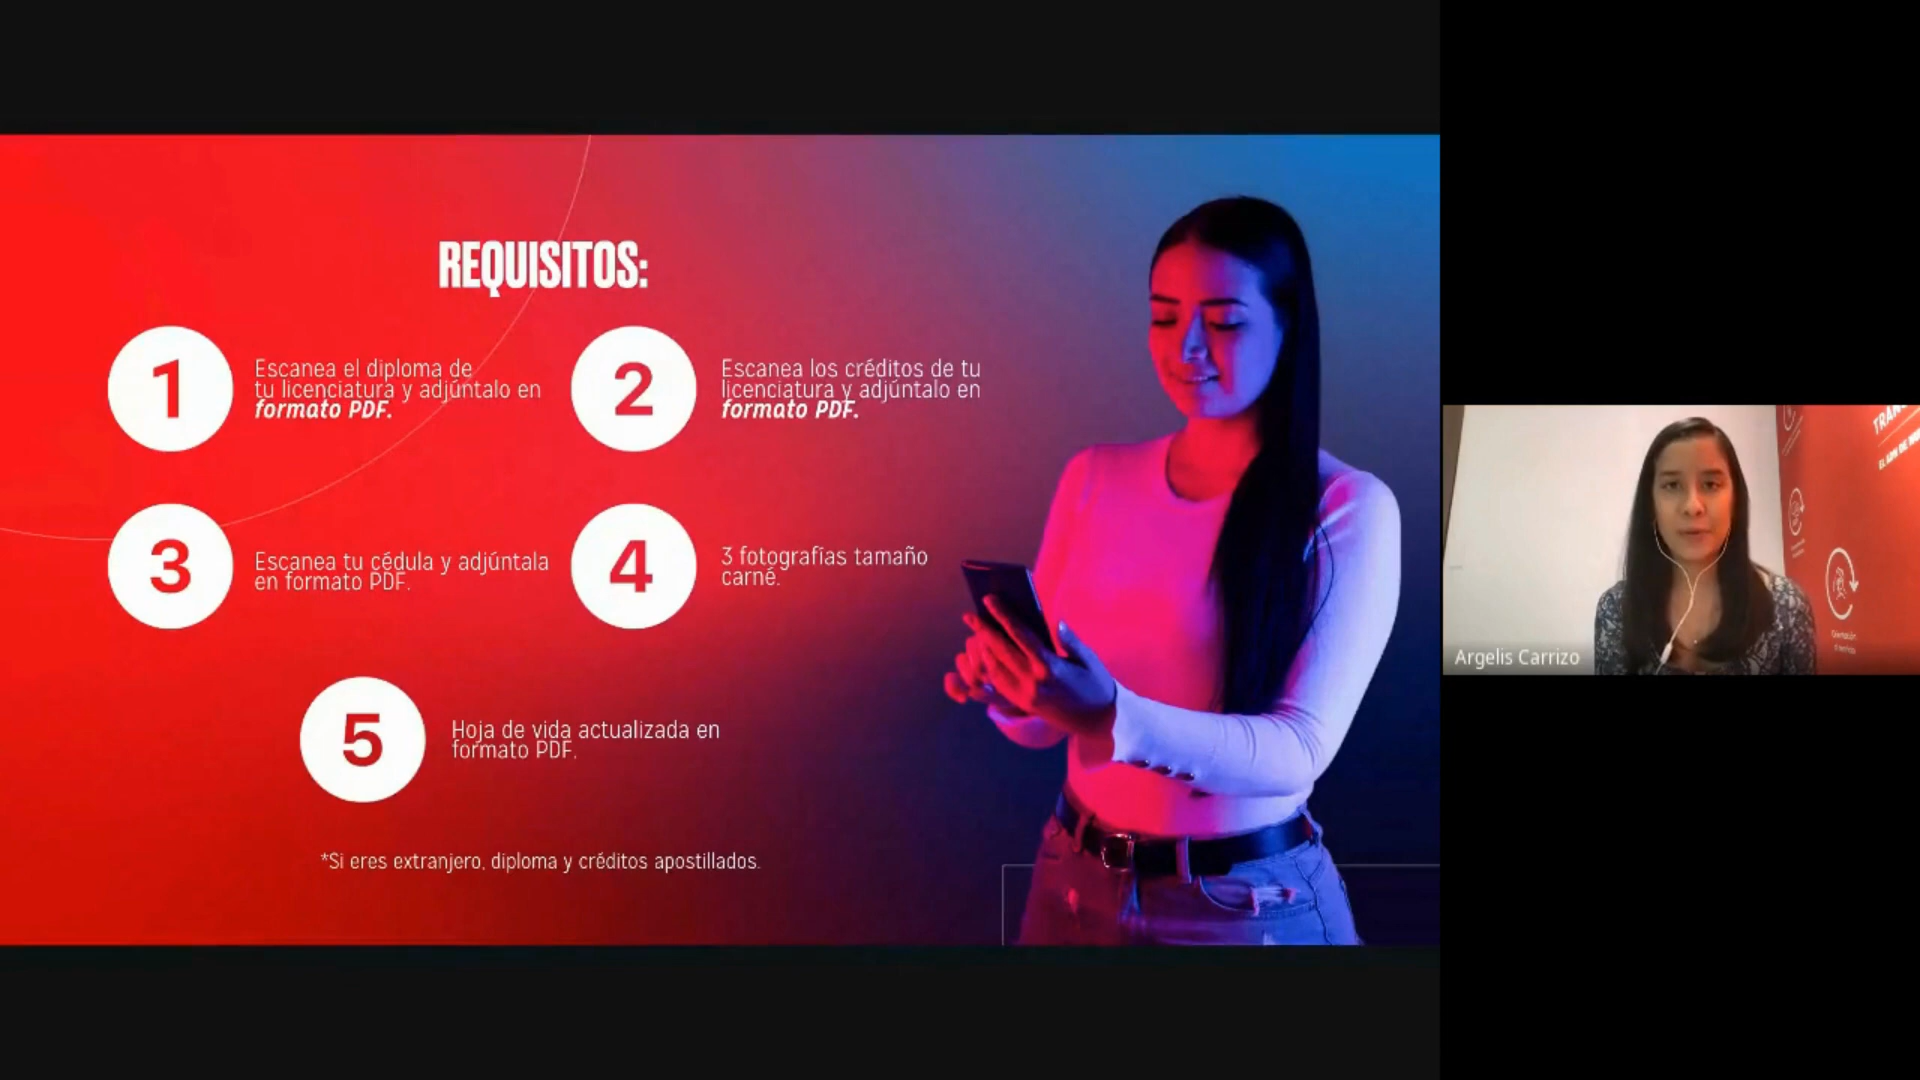 REQUISITOS:
1
Escanea el diploma de
tu licenciatura y adjúntalo en
formato PDF.
2
Escanea los créditos de tu
licenciatura y adjúntalo en
formato PDF.
3
Escanea tu cédula y adjúntala
en formato PDF.
4
3 fotografías tamaño
carné.
5
Hoja de vida actualizada en
formato PDF.
*Si eres extranjero, diploma y créditos apostillados.
Argelis Carrizo